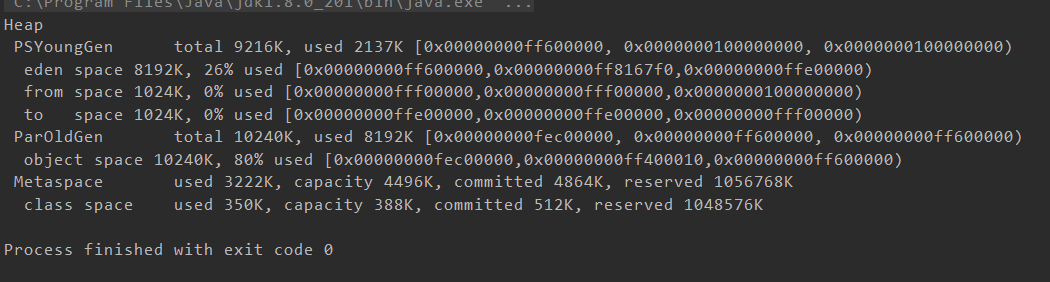 C:\Program Files\Java\jdk1.8.0_201\bin\java.exe" ...
Heap
PSYoungGen total 9216K, used 2137K [0x00000000ff600000, 0x0000000100000000, 0x0000000100000000)
eden space 8192K, 26% used [0x00000000ff600000,0x00000000ff8167f0,0x00000000ffe00000)
from space 1024K, 0% used [0x00000000fff00000,0x00000000fff00000,0x0000000100000000)
to space 1024K, 0% used [0x00000000ffe00000,0x00000000ffe00000,0x00000000fff00000)
ParOldGen total 10240K, used 8192K [0x00000000fec00000, 0x00000000ff600000, 0x00000000ff600000)
object space 10240K, 80% used [0x00000000fec00000,0x00000000ff400010,0x00000000ff600000)
Metaspace used 3222K, capacity 4496K, committed 4864K, reserved 1056768K
class space used 350K, capacity 388K, committed 512K, reserved 1048576K
Process finished with exit code 0